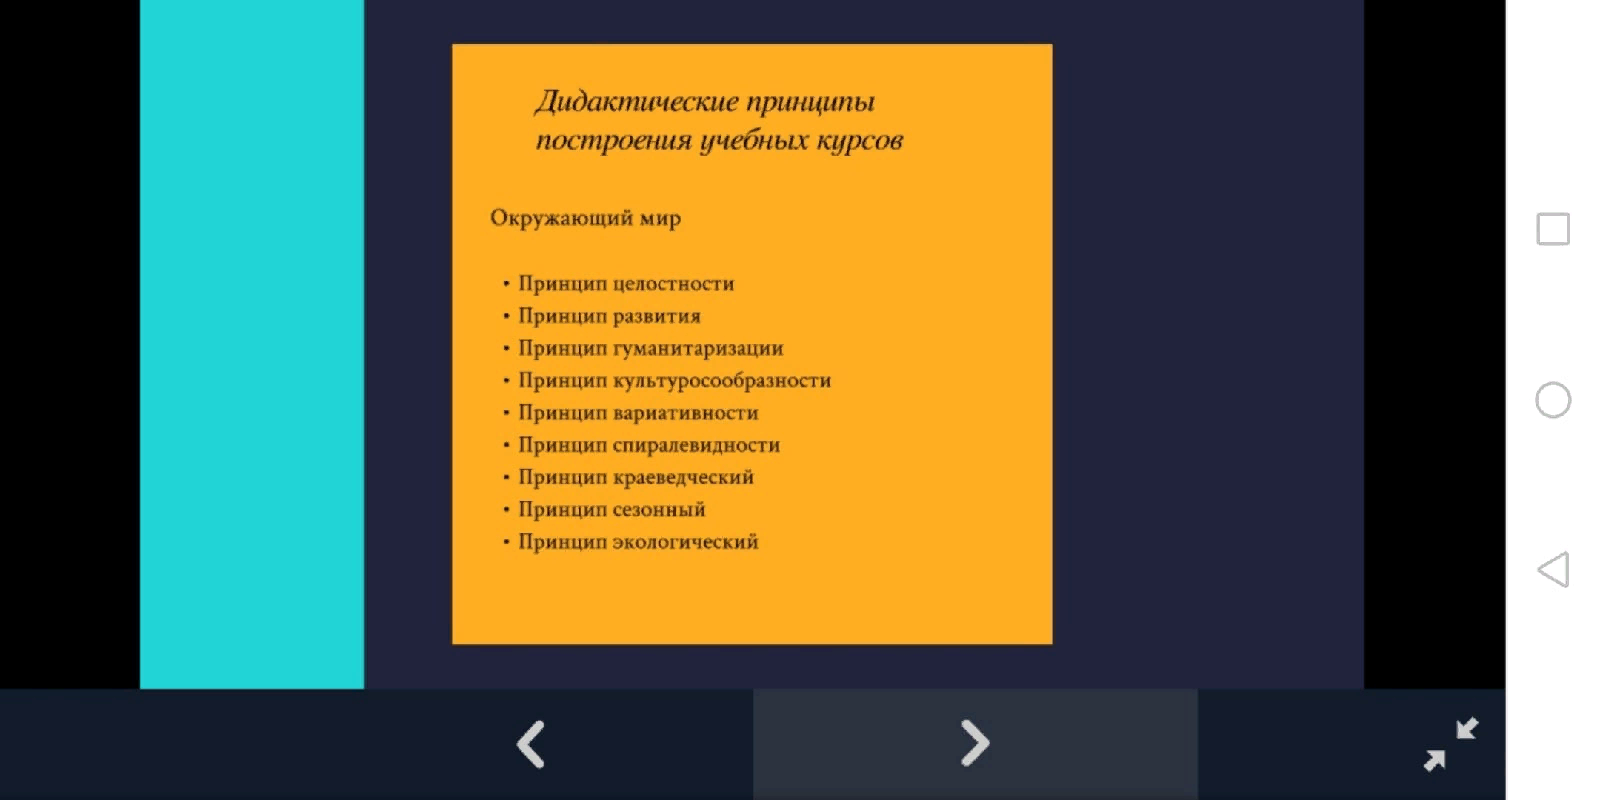 Дидактические принципы
построения учебных курсов
Окружающий мир
• Принцип целостности
• Принцип развития
• Принцип гуманитаризации
• Принцип культуросообразности
• Принцип вариативности
• Принцип спиралевидности
• Принцип краеведческий
• Принцип сезонный
• Принцип экологический